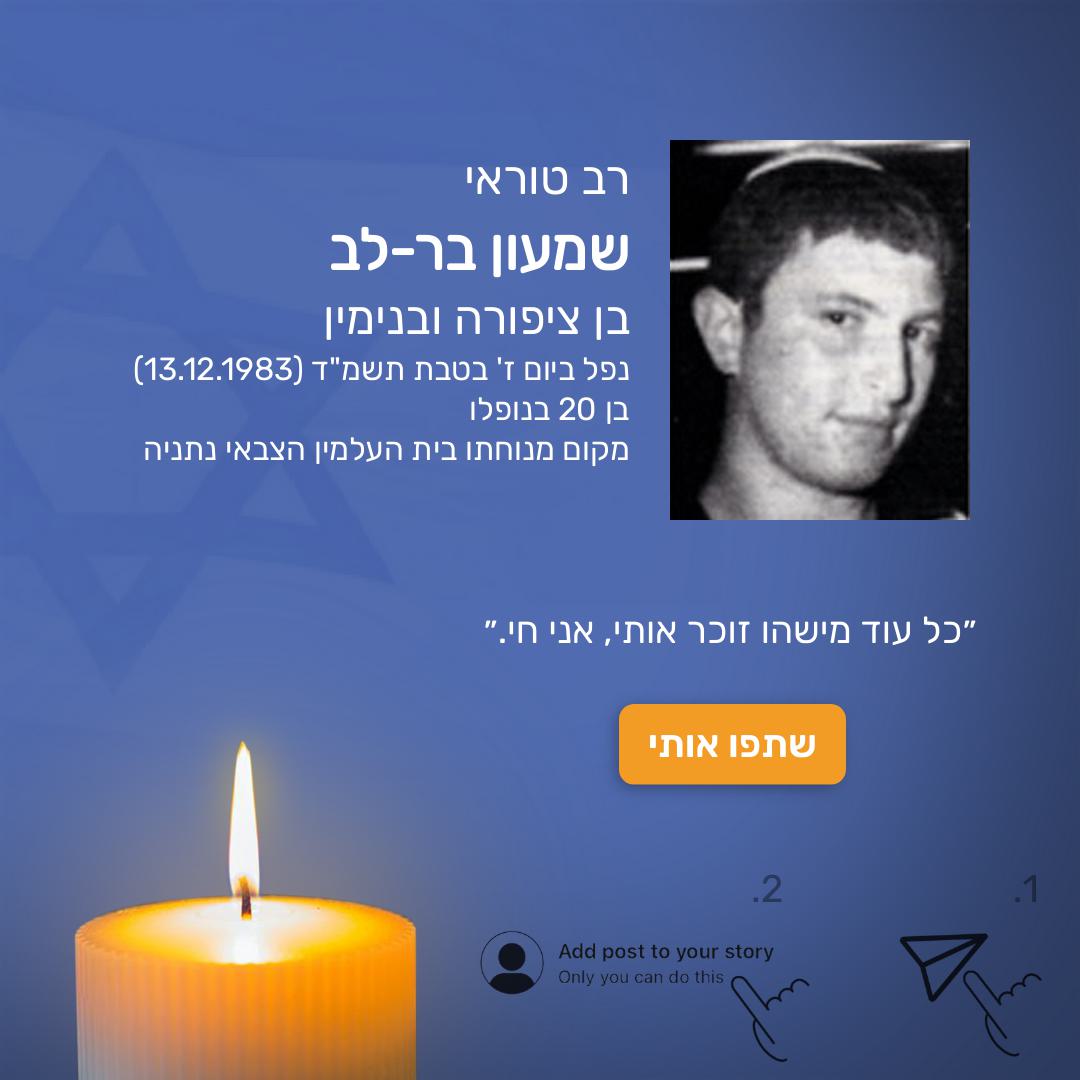 רב טוראי
שמעון בר-לב
בן ציפורה ובנימין
נפל ביום ז' בטבת תשמ"ד (13.12.1983)
בן 20 בנופלו
מקום מנוחתו בית העלמין הצבאי נתניה
״כל עוד מישהו זוכר אותי, אני חי.״
שתפו אותי
.1
.2
Add post to your story
Only you can do this